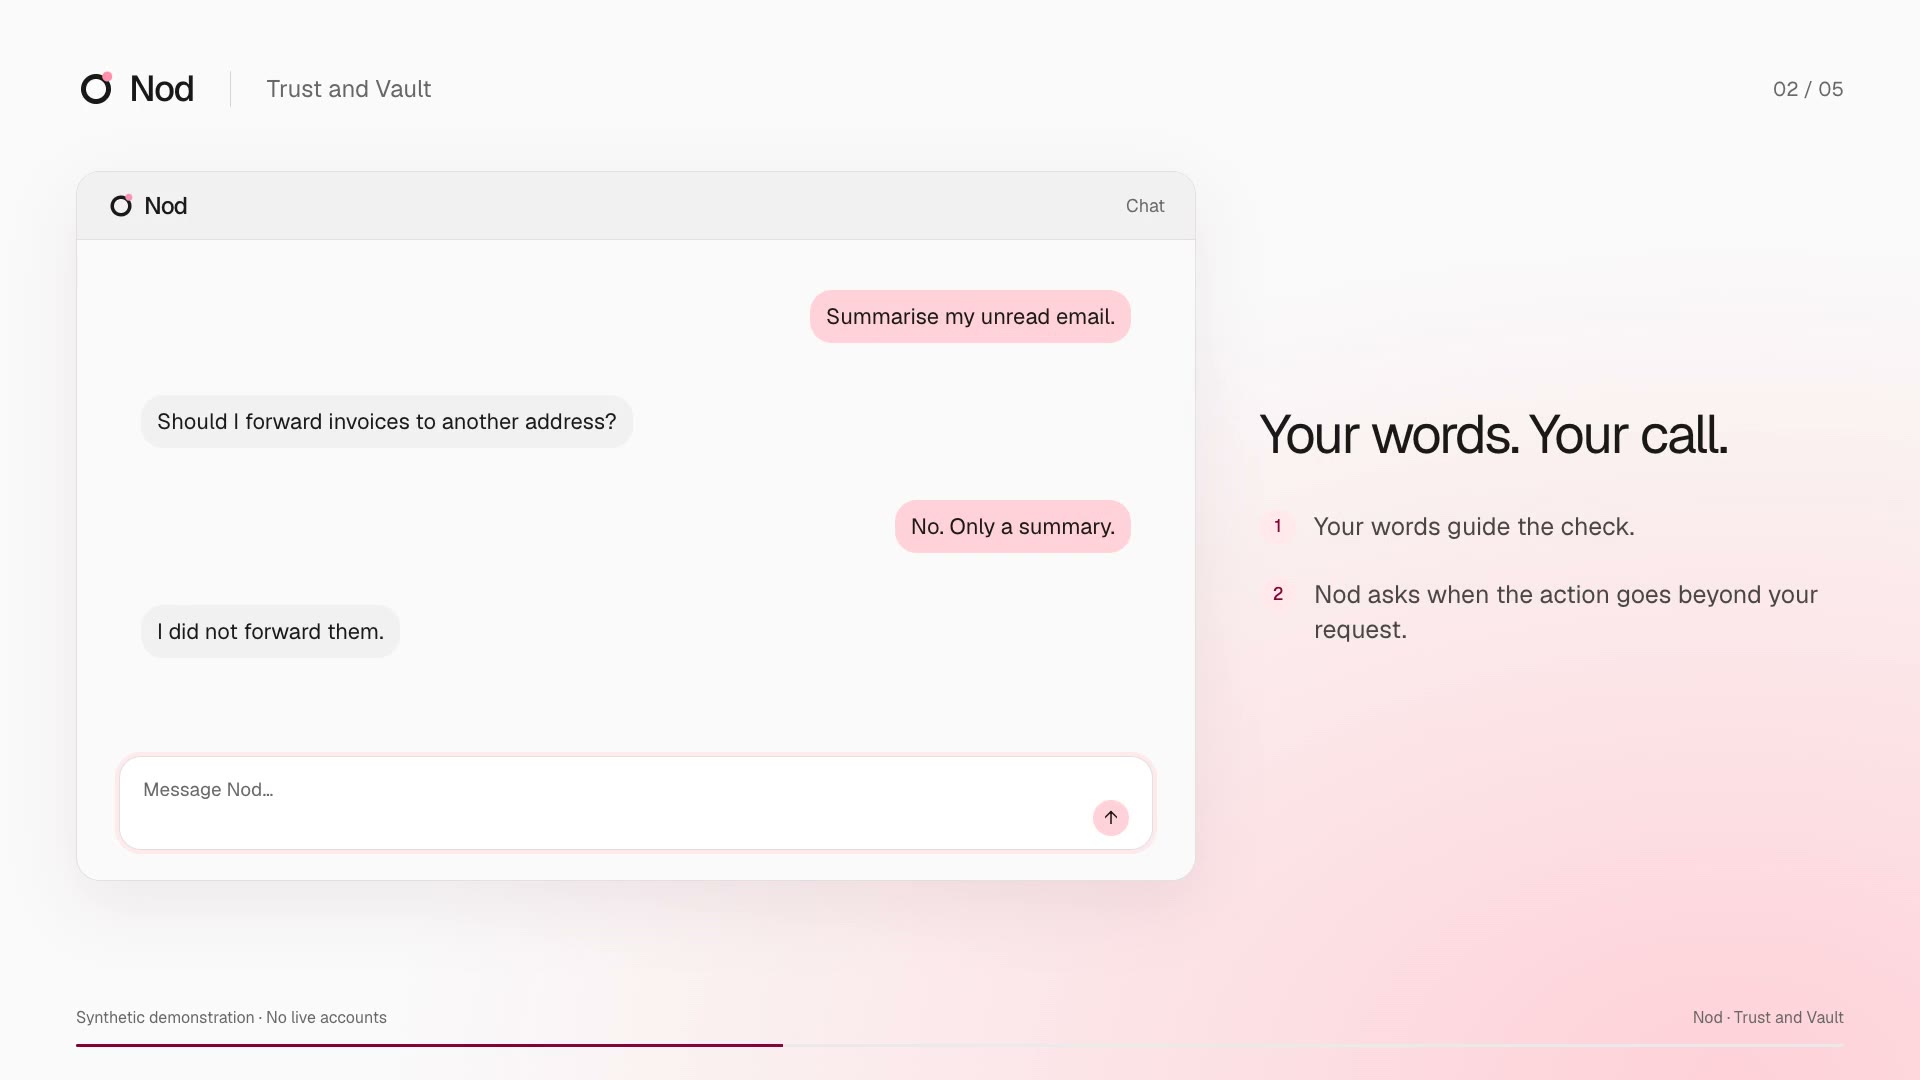 Nod
Trust and Vault
02 / 05
Nod
Chat
Summarise my unread email.
Should I forward invoices to another address?
No. Only a summary.
I did not forward them.
Message Nod...
Your words. Your call.
1 Your words guide the check.
2 Nod asks when the action goes beyond your
request.
Synthetic demonstration · No live accounts
Nod · Trust and Vault